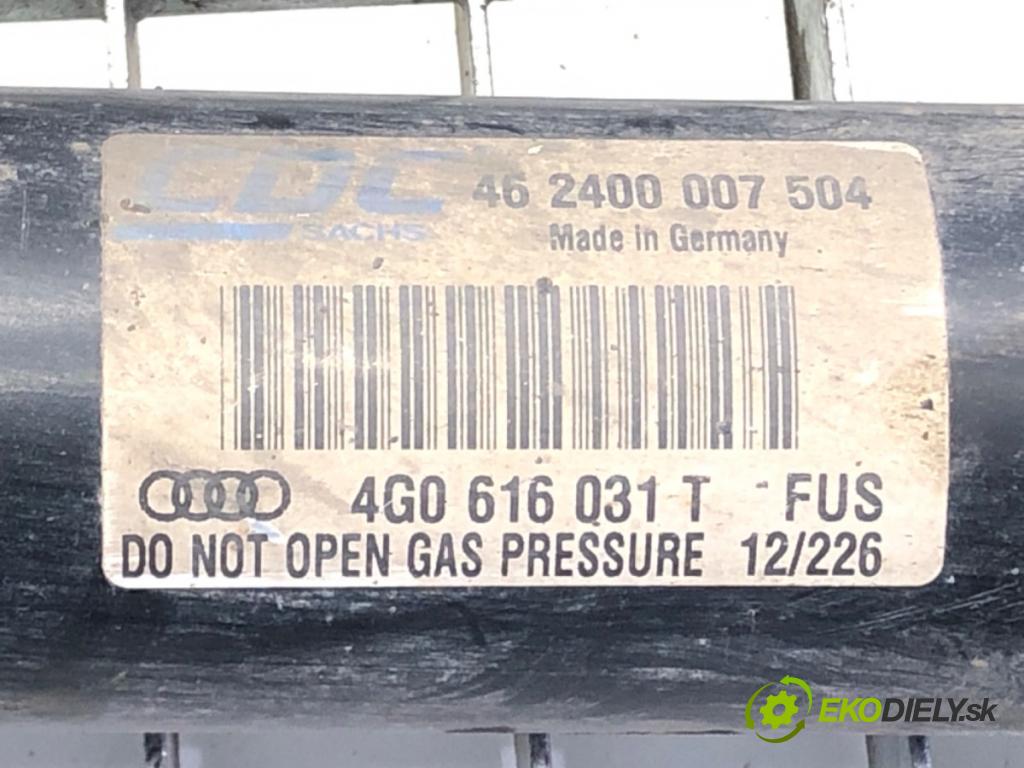 CDC 46 2400 007 504
SACHS Made in Germany
4G0 616 031 T FUS
DO NOT OPEN GAS PRESSURE 12/226
EKODIELY.sk